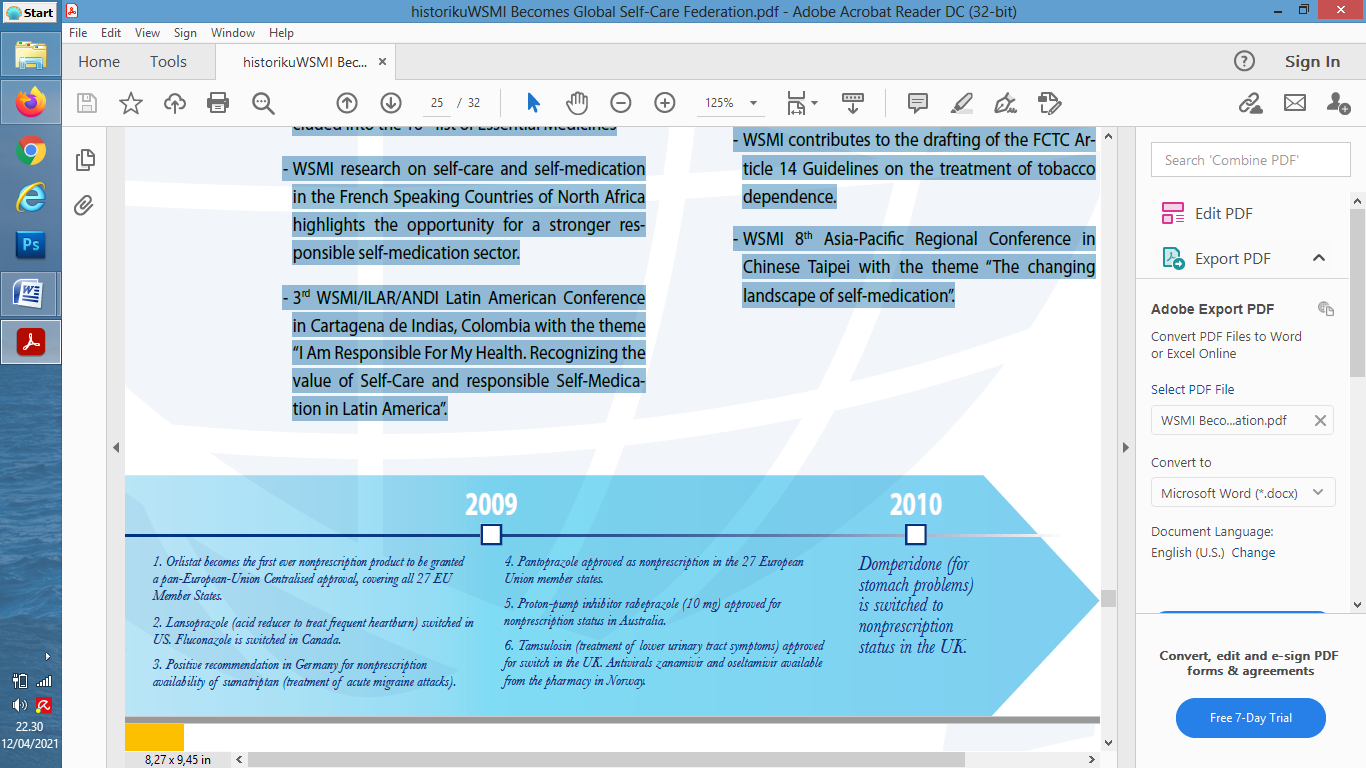 Start
historikuWSMI Becomes Global Self-Care Federation.pdf - Adobe Acrobat Reader DC (32-bit)
File Edit View Sign Window Help
Home Tools historikuWSMI Bec... ×
Sign In
25 / 32
125%
- WSMI research on self-care and self-medication
in the French Speaking Countries of North Africa
highlights the opportunity for a stronger res-
ponsible self-medication sector.
- 3rd WSMI/ILAR/ANDI Latin American Conference
in Cartagena de Indias, Colombia with the theme
“I Am Responsible For My Health. Recognizing the
value of Self-Care and responsible Self-Medica-
tion in Latin America”.
- WSMI contributes to the drafting of the FCTC Ar-
ticle 14 Guidelines on the treatment of tobacco
dependence.
- WSMI 8th Asia-Pacific Regional Conference in
Chinese Taipei with the theme “The changing
landscape of self-medication”.
2009
1. Orlistat becomes the first ever nonprescription product to be granted
a pan-European-Union Centralised approval, covering all 27 EU
Member States.
2. Lansoprazole (acid reducer to treat frequent heartburn) switched in
US. Fluconazole is switched in Canada.
3. Positive recommendation in Germany for nonprescription
availability of sumatriptan (treatment of acute migraine attacks).
4. Pantoprazole approved as nonprescription in the 27 European
Union member states.
5. Proton-pump inhibitor rabeprazole (10 mg) approved for
nonprescription status in Australia.
6. Tamsulosin (treatment of lower urinary tract symptoms) approved
for switch in the UK. Antivirals zanamivir and oseltamivir available
from the pharmacy in Norway.
2010
Domperidone (for
stomach problems)
is switched to
nonprescription
status in the UK.
8,27 x 9,45 in
Search 'Combine PDF'
Edit PDF
Export PDF
Adobe Export PDF
Convert PDF Files to Word
or Excel Online
Select PDF File
WSMI Beco...ation.pdf
Convert to
Microsoft Word (*.docx)
Document Language:
English (U.S.) Change
Convert, edit and e-sign PDF
forms & agreements
Free 7-Day Trial
Ps
22.30
12/04/2021